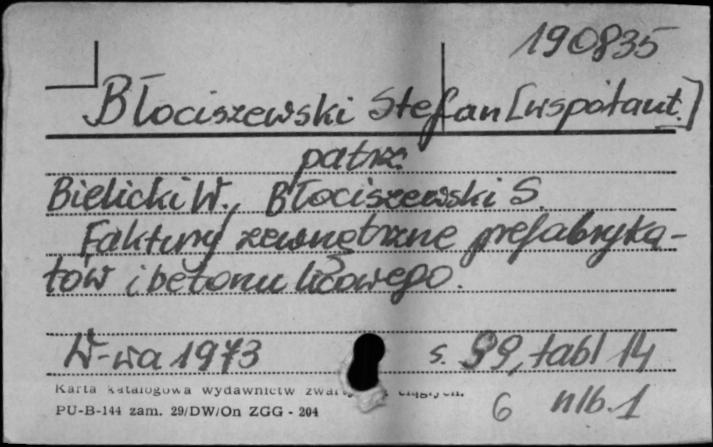 190835
Błociszewski Stefan [współaut.]
patrz
Bielicki W., Błociszewski S.
Faktury zewnętrzne prefabryka-
tów i betonu licowego.
W-wa 1973 s. 99, tabl 14
Karta katalogowa wydawnictw ciągłych.
PU-B-144 zam. 29/DW/On ZGG - 204
6 nlb. 1